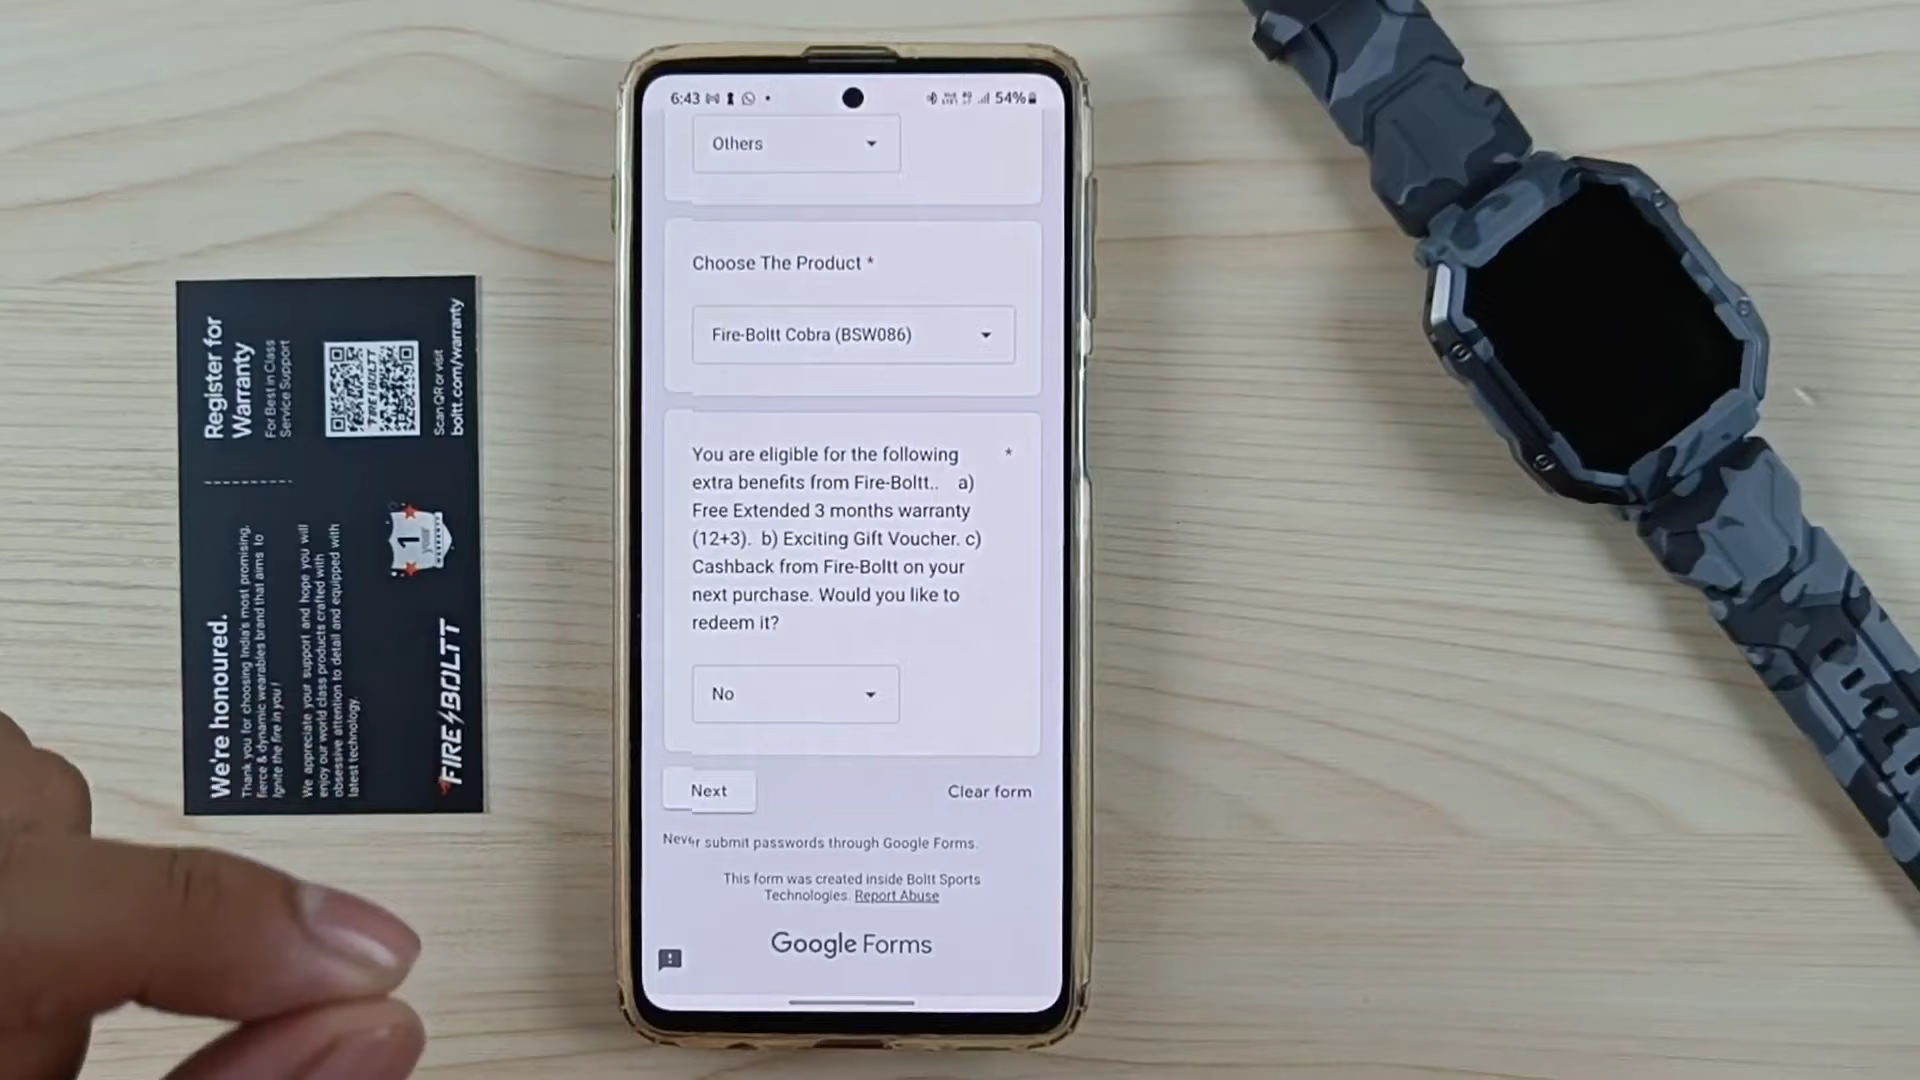 6:43
54%
Others
Choose The Product *
Fire-Boltt Cobra (BSW086)
You are eligible for the following *
extra benefits from Fire-Boltt.. a)
Free Extended 3 months warranty
(12+3). b) Exciting Gift Voucher. c)
Cashback from Fire-Boltt on your
next purchase. Would you like to
redeem it?
No
Next
Clear form
Never submit passwords through Google Forms.
This form was created inside Boltt Sports
Technologies. Report Abuse
Google Forms
We're honoured.
Thank you for choosing India's most promising,
fierce & dynamic wearables brand that aims to
Ignite the fire in you!
We appreciate your support and hope you will
enjoy our world class products crafted with
obsessive attention to detail and equipped with
latest technology.
FIRE BOLTT
1
year
Register for
Warranty
For Best in Class
Service Support
FIREBOLTT
Scan QR or visit
boltt.com/warranty